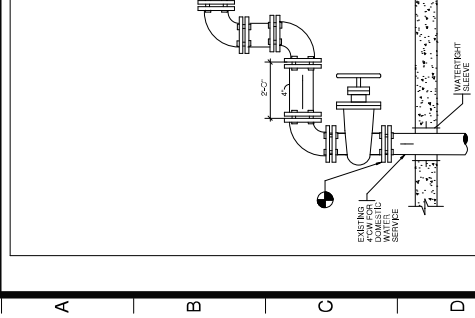 2'-0"
4"
WATERTIGHT
SLEEVE
EXISTING
4"CW FOR
DOMESTIC
WATER
SERVICE
A
B
C
D